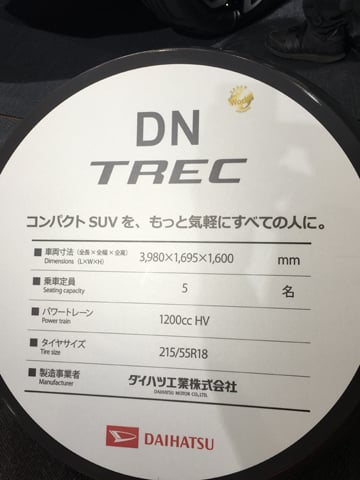 World
DN
TREC
コンパクト SUV を、もっと気軽にすべての人に。
■ 車両寸法（全長×全幅×全高） 3,980×1,695×1,600 mm
Dimensions (L×W×H)
■ 乗車定員 5 名
Seating capacity
■ パワートレーン 1200cc HV
Power train
■ タイヤサイズ 215/55R18
Tire size
■ 製造事業者 ダイハツ工業株式会社
Manufacturer DAIHATSU MOTOR CO.,LTD.
DAIHATSU